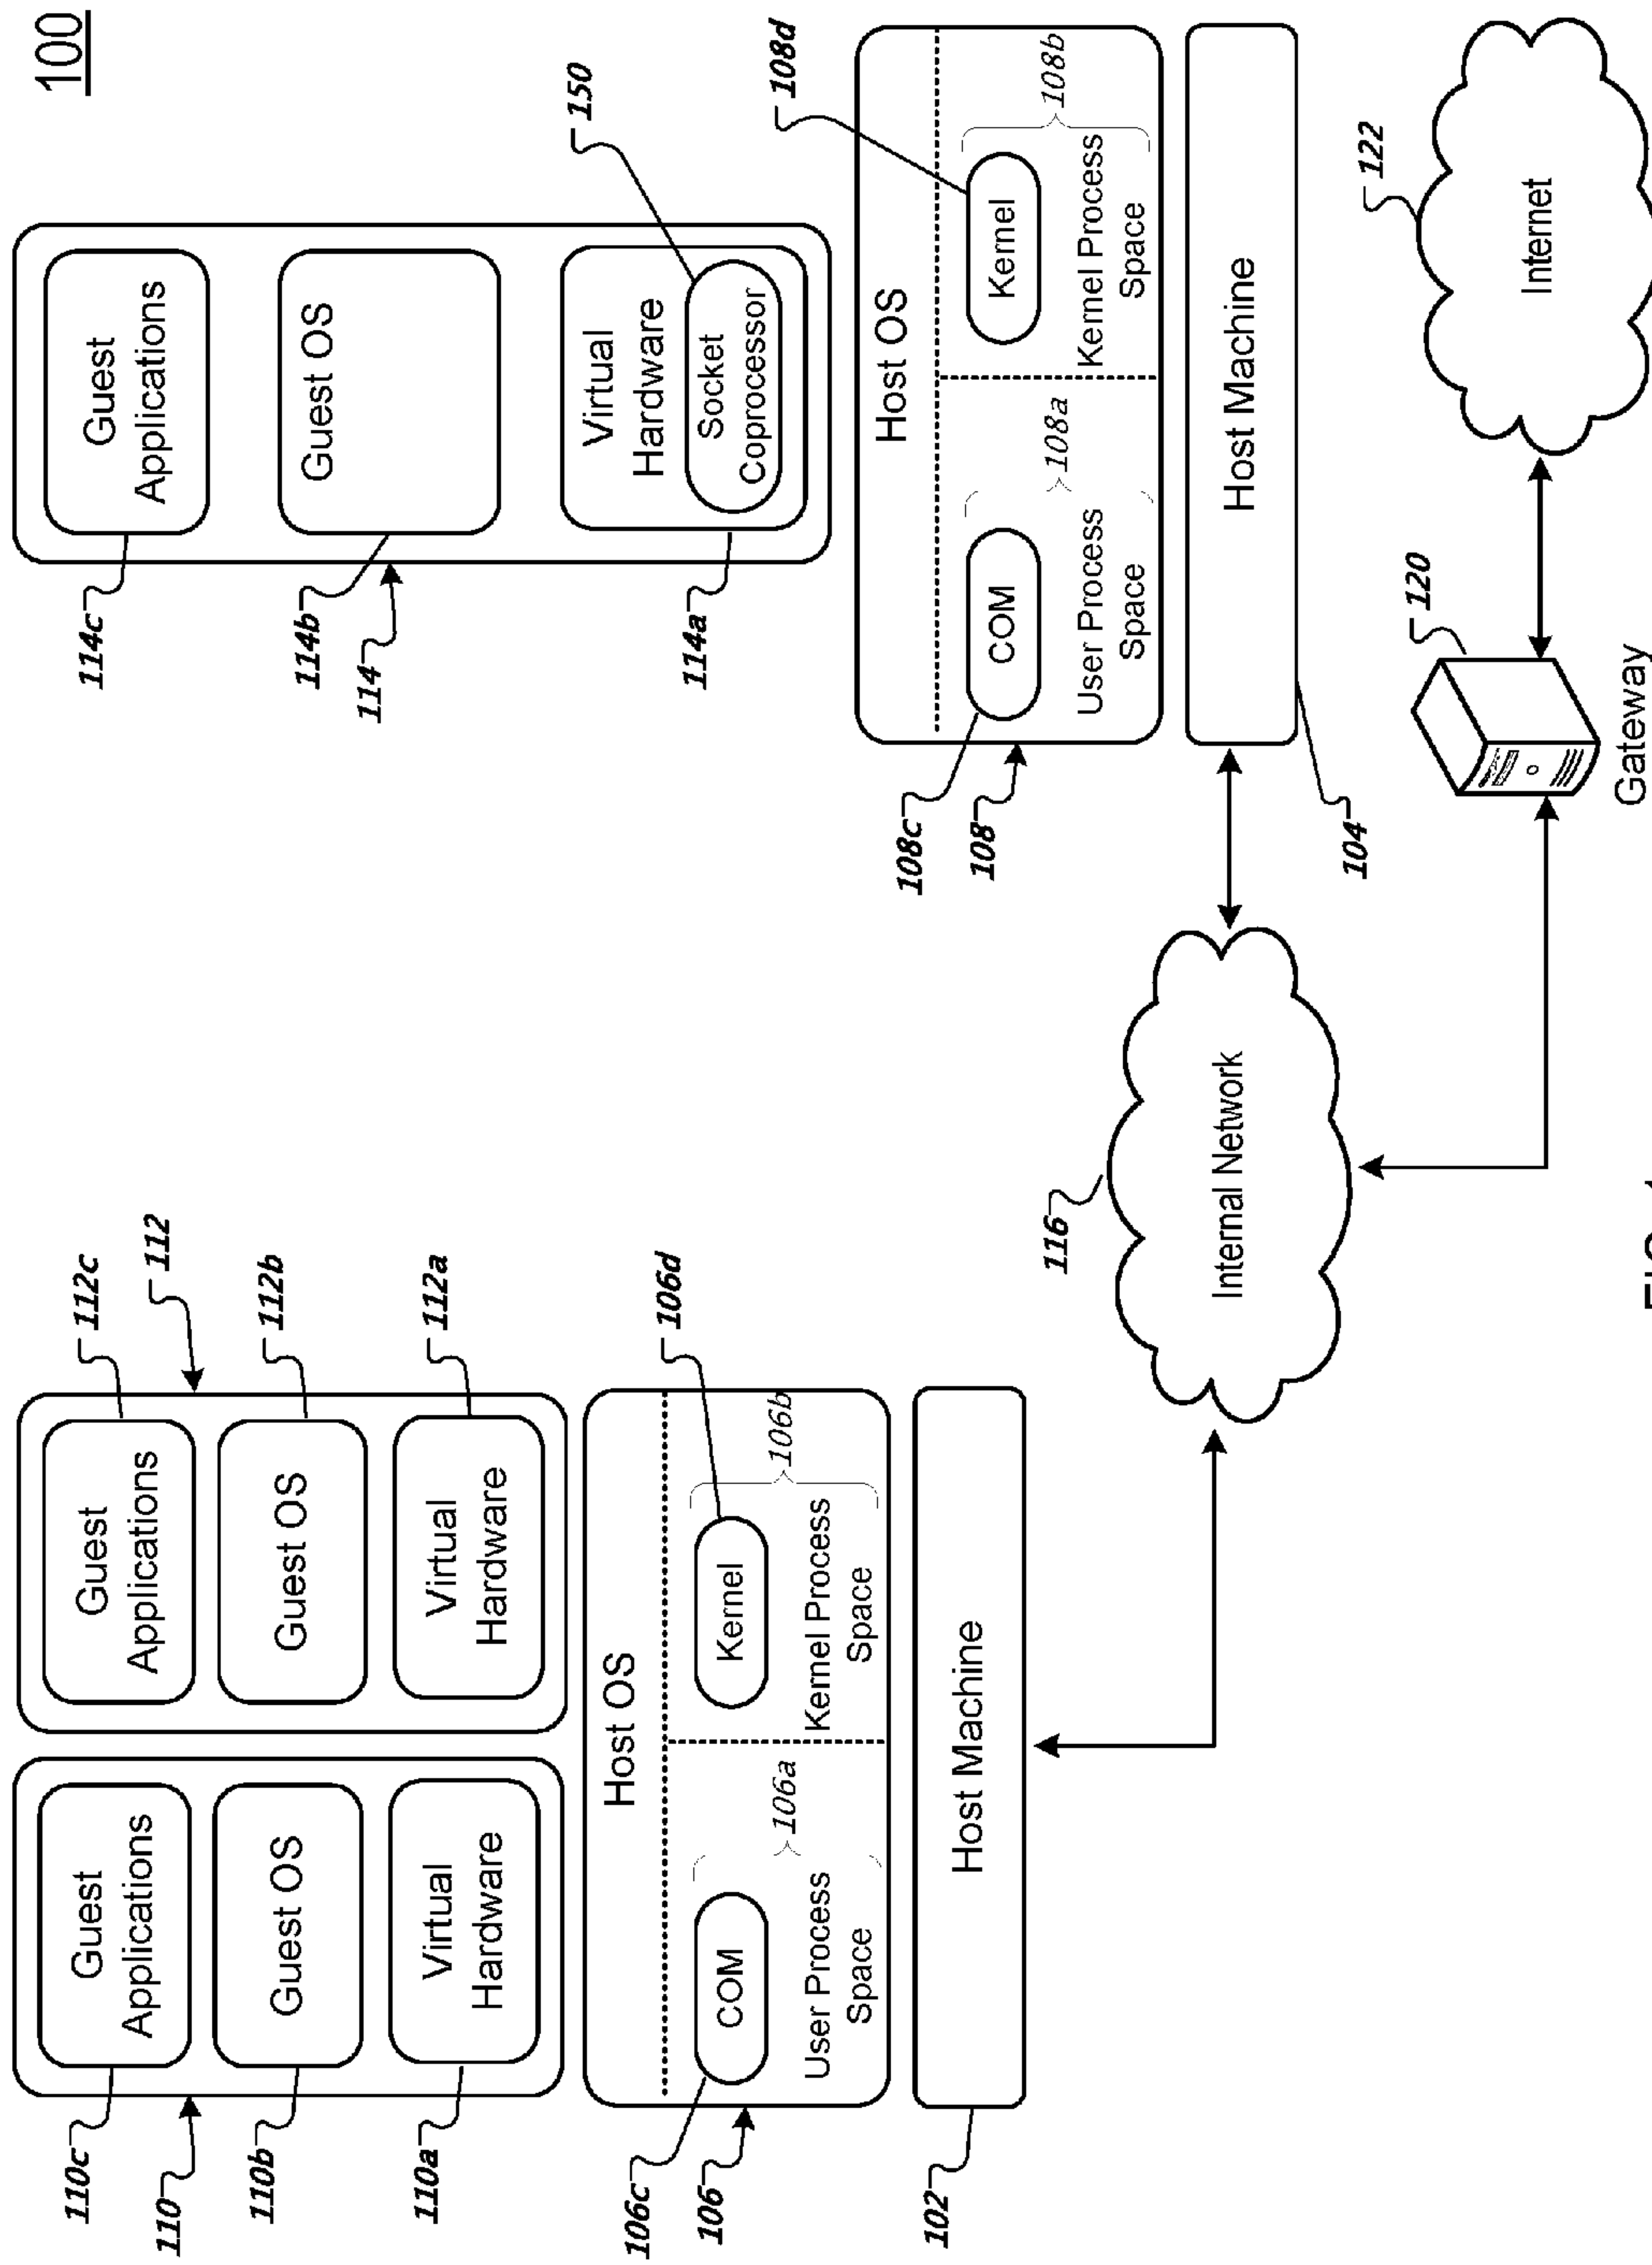 100
110c
110
110b
110a
Guest
Applications
Guest OS
Virtual
Hardware
112c
112
112b
112a
Guest
Applications
Guest OS
Virtual
Hardware
106c
106
Host OS
COM
106a
User Process
Space
Kernel
106b
Kernel Process
Space
106d
102
Host Machine
114c
114b
114
114a
Guest
Applications
Guest OS
Virtual
Hardware
Socket
Coprocessor
150
108c
108
Host OS
COM
108a
User Process
Space
Kernel
108b
Kernel Process
Space
108d
Host Machine
104
116
Internal Network
120
Gateway
122
Internet